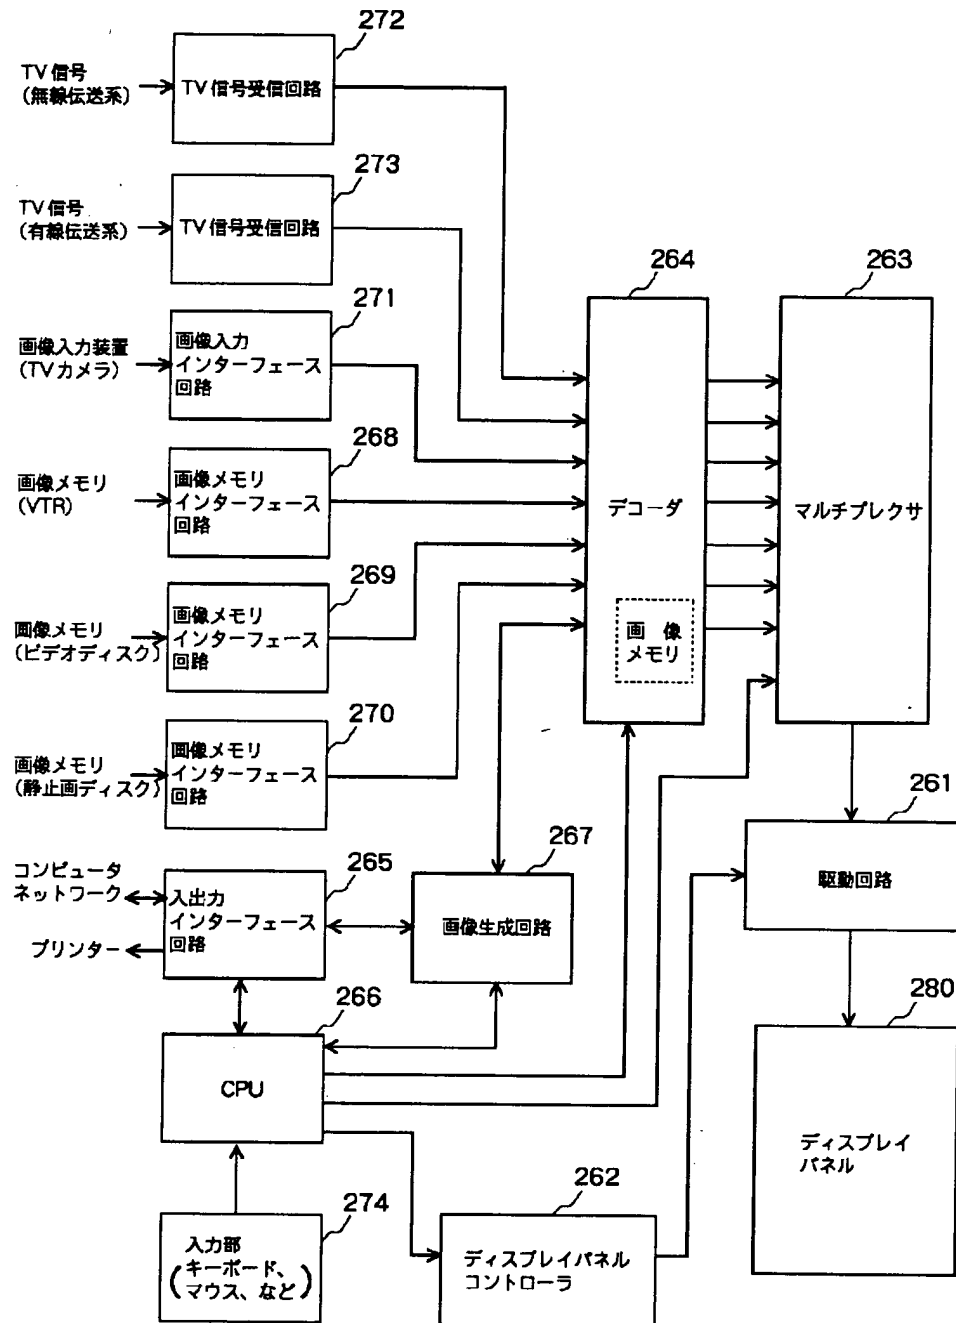 272
TV信号
(無線伝送系)
TV信号受信回路
273
TV信号
(有線伝送系)
TV信号受信回路
264
263
271
画像入力装置
(TVカメラ)
画像入力
インターフェース
回路
268
画像メモリ
(VTR)
画像メモリ
インターフェース
回路
デコーダ
マルチプレクサ
269
画像メモリ
(ビデオディスク)
画像メモリ
インターフェース
回路
画像
メモリ
270
画像メモリ
(静止画ディスク)
画像メモリ
インターフェース
回路
261
駆動回路
267
265
コンピュータ
ネットワーク
プリンター
入出力
インターフェース
回路
画像生成回路
280
266
CPU
ディスプレイ
パネル
262
274
入力部
(キーボード、
マウス、など)
ディスプレイパネル
コントローラ